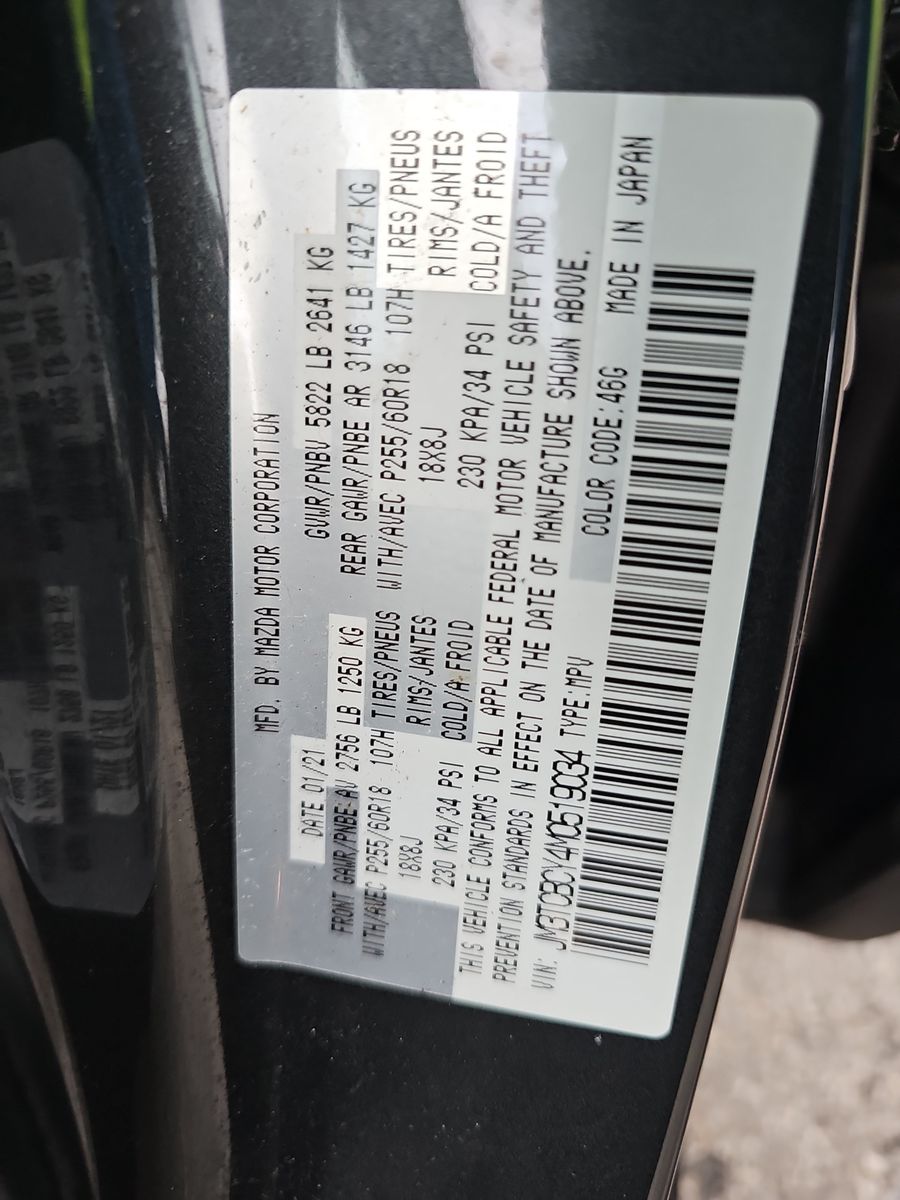 MFD. BY MAZDA MOTOR CORPORATION
DATE 01/21 GVWR/PNBV 5822 LB 2641 KG
FRONT GAWR/PNBE AV 2756 LB 1250 KG REAR GAWR/PNBE AR 3146 LB 1427 KG
WITH/AVEC P255/60R18 107H TIRES/PNEUS WITH/AVEC P255/60R18 107H TIRES/PNEUS
18X8J RIMS/JANTES 18X8J RIMS/JANTES
230 KPA/34 PSI COLD/A FROID 230 KPA/34 PSI COLD/A FROID
THIS VEHICLE CONFORMS TO ALL APPLICABLE FEDERAL MOTOR VEHICLE SAFETY AND THEFT
PREVENTION STANDARDS IN EFFECT ON THE DATE OF MANUFACTURE SHOWN ABOVE.
VIN: JM3TCBCY4M0519034 TYPE:MPV COLOR CODE:46G MADE IN JAPAN